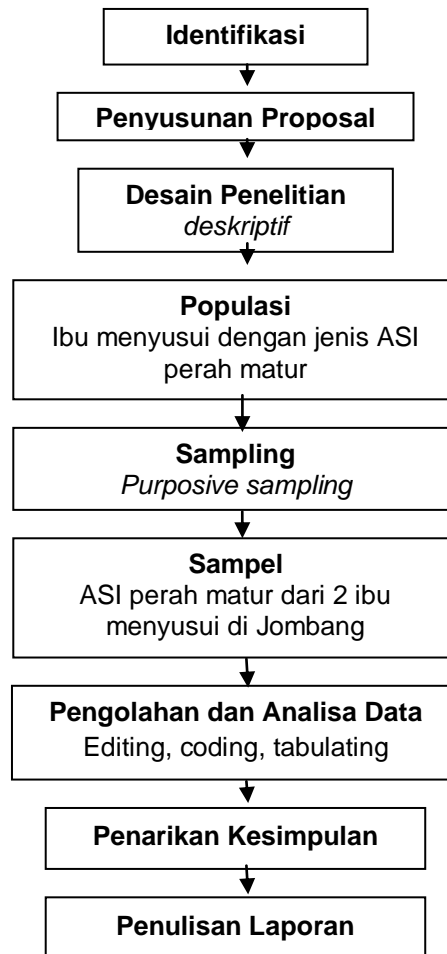 Identifikasi
Penyusunan Proposal
Desain Penelitian
deskriptif
Populasi
Ibu menyusui dengan jenis ASI
perah matur
Sampling
Purposive sampling
Sampel
ASI perah matur dari 2 ibu
menyusui di Jombang
Pengolahan dan Analisa Data
Editing, coding, tabulating
Penarikan Kesimpulan
Penulisan Laporan